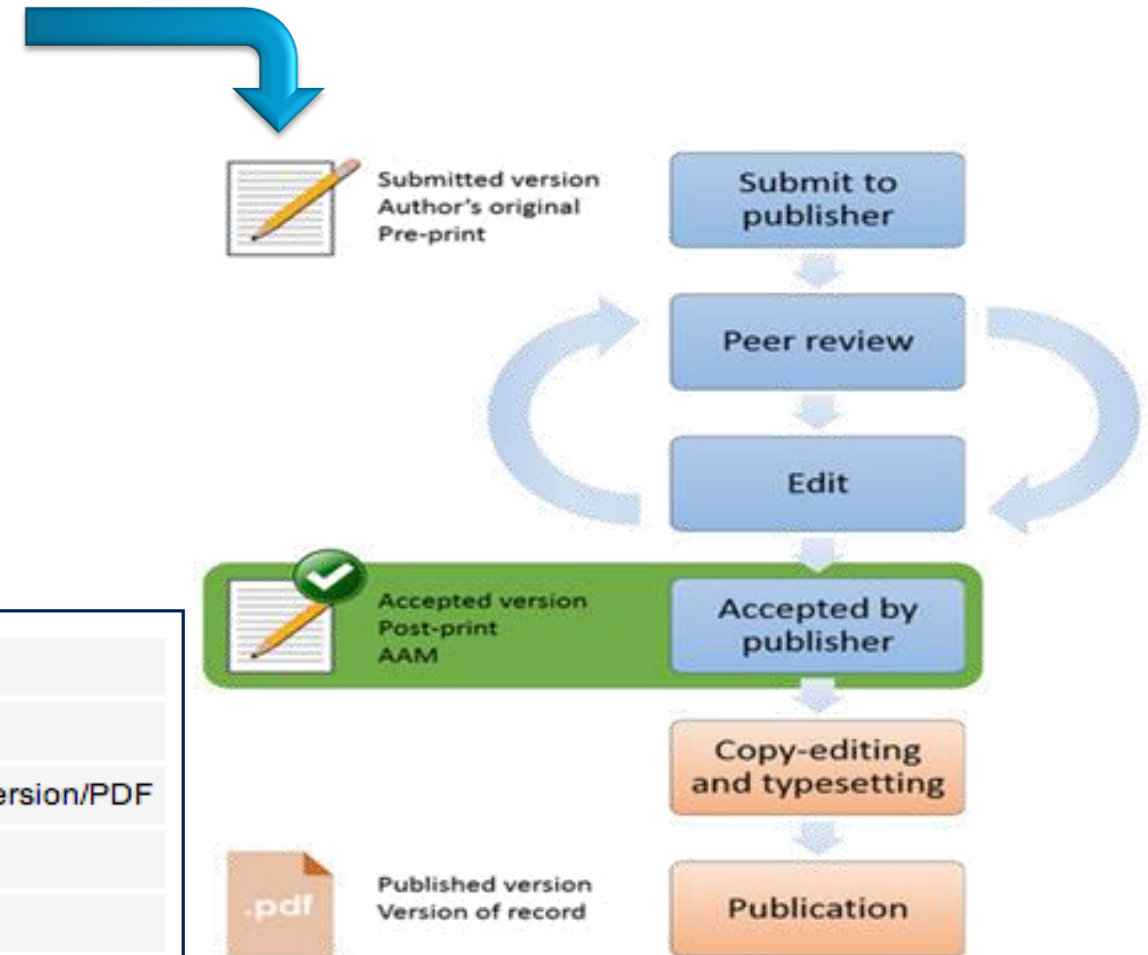 Submitted version
Author's original
Pre-print
Submit to
publisher
Peer review
Edit
Accepted version
Post-print
AAM
Accepted by
publisher
Copy-editing
and typesetting
ersion/PDF
.pdf
Published version
Version of record
Publication